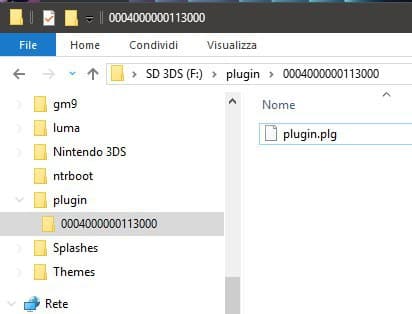 0004000000113000
File
Home
Condividi
Visualizza
SD 3DS (F:) > plugin > 0004000000113000
gm9
luma
Nintendo 3DS
ntrboot
plugin
0004000000113000
Splashes
Themes
Rete
Nome
plugin.plg